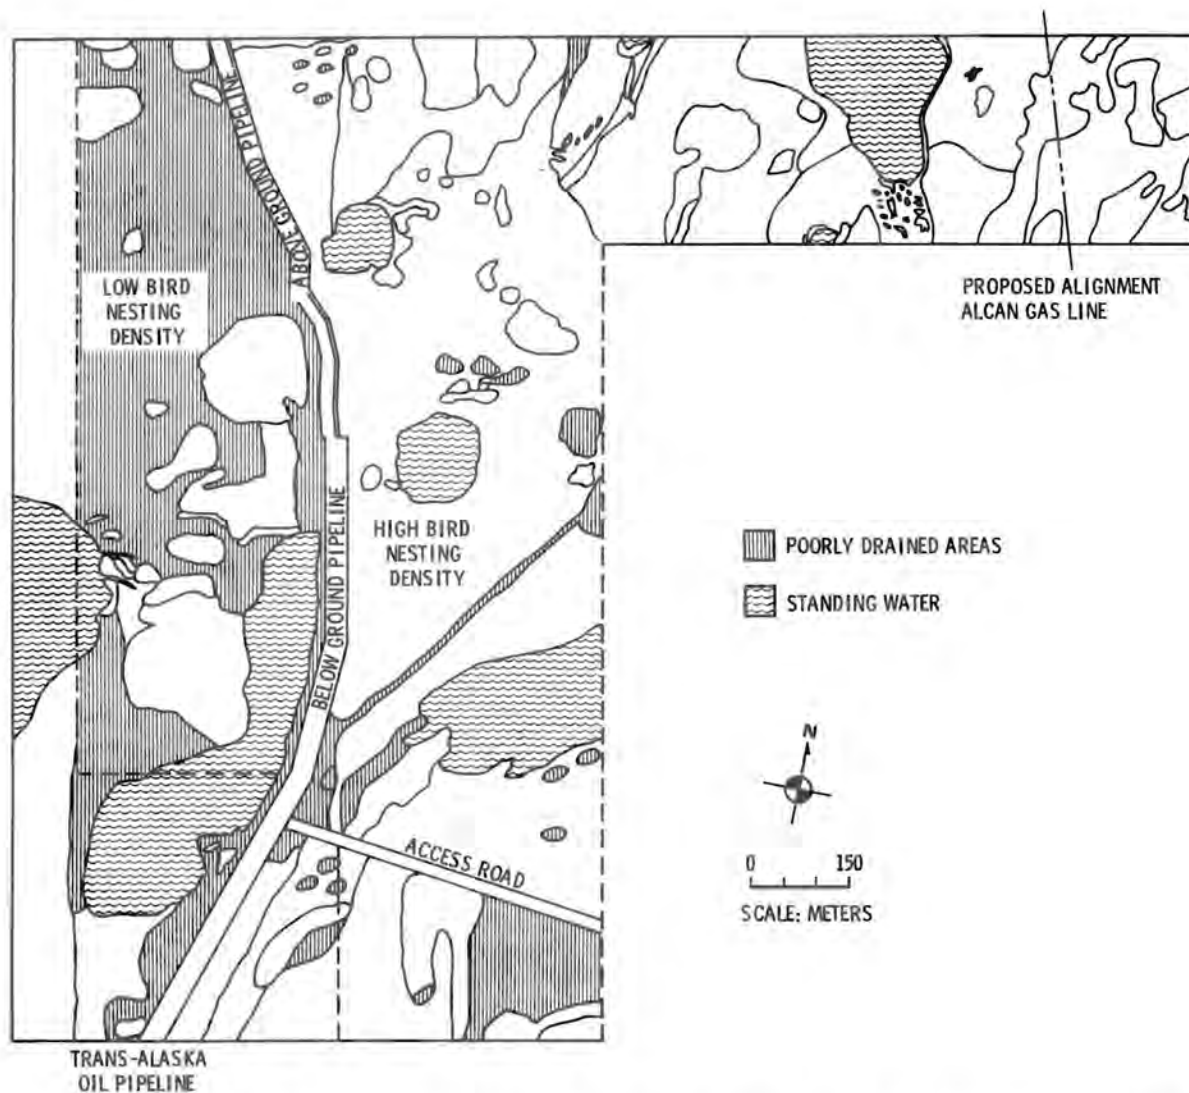 ABOVE GROUND PIPELINE
LOW BIRD
NESTING
DENSITY
PROPOSED ALIGNMENT
ALCAN GAS LINE
HIGH BIRD
NESTING
DENSITY
BELOW GROUND PIPELINE
POORLY DRAINED AREAS
STANDING WATER
N
ACCESS ROAD
0 150
SCALE: METERS
TRANS-ALASKA
OIL PIPELINE